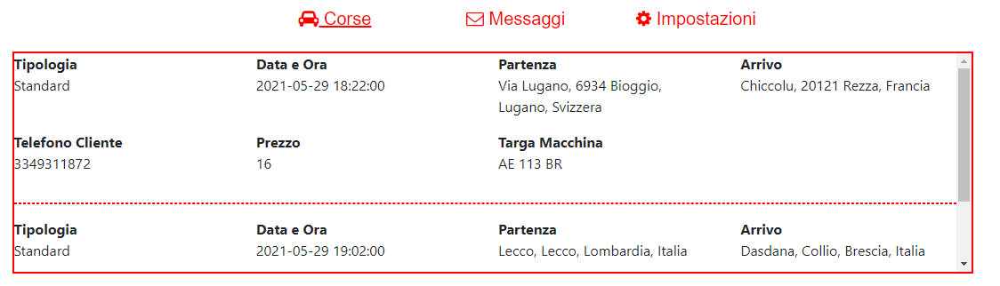 Corse Messaggi Impostazioni
Tipologia Data e Ora Partenza Arrivo
Standard 2021-05-29 18:22:00 Via Lugano, 6934 Bioggio, Chiccolu, 20121 Rezza, Francia
Lugano, Svizzera
Telefono Cliente Prezzo Targa Macchina
3349311872 16 AE 113 BR
Tipologia Data e Ora Partenza Arrivo
Standard 2021-05-29 19:02:00 Lecco, Lecco, Lombardia, Italia Dasdana, Collio, Brescia, Italia